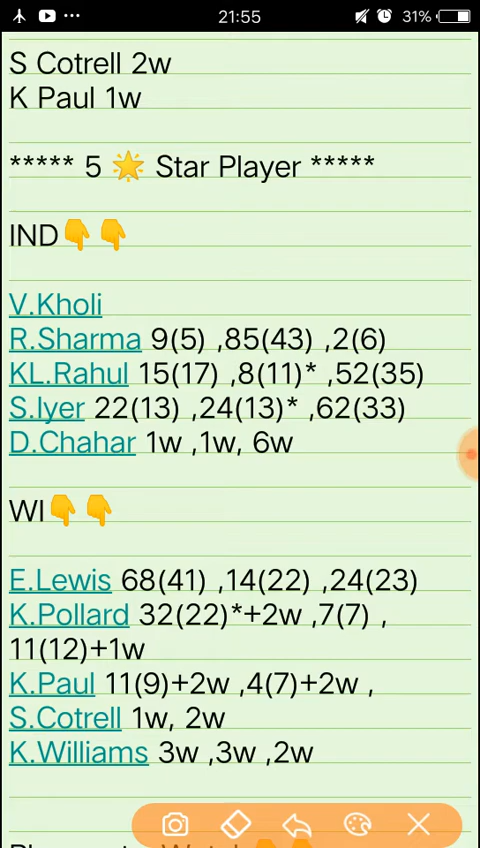 21:55
31%
S Cotrell 2w
K Paul 1w
***** 5 🌟 Star Player *****
IND👇👇
V.Kholi
R.Sharma 9(5) ,85(43) ,2(6)
KL.Rahul 15(17) ,8(11)* ,52(35)
S.Iyer 22(13) ,24(13)* ,62(33)
D.Chahar 1w ,1w, 6w
WI👇👇
E.Lewis 68(41) ,14(22) ,24(23)
K.Pollard 32(22)*+2w ,7(7) ,
11(12)+1w
K.Paul 11(9)+2w ,4(7)+2w ,
S.Cotrell 1w, 2w
K.Williams 3w ,3w ,2w